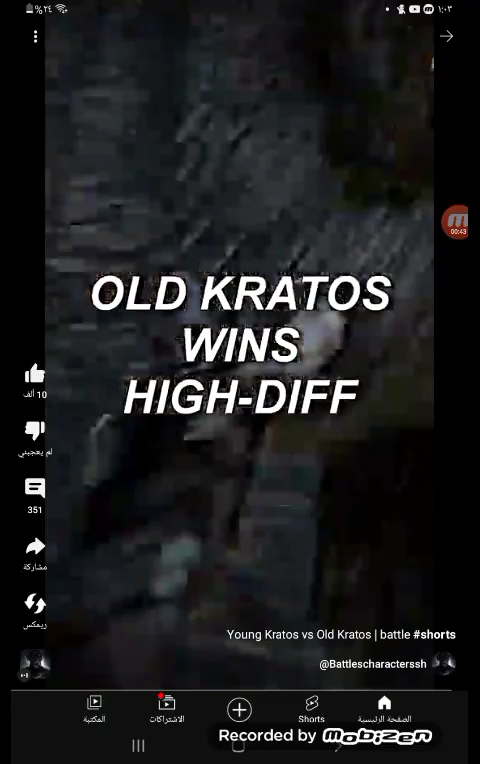 %٢٤
١:٠٣
00:43
OLD KRATOS
WINS
HIGH-DIFF
10 ألف
لم يعجبني
351
مشاركة
ريمكس
Young Kratos vs Old Kratos | battle #shorts
@Battlescharacterssh
الصفحة الرئيسية
Shorts
الاشتراكات
المكتبة
Recorded by mobizen